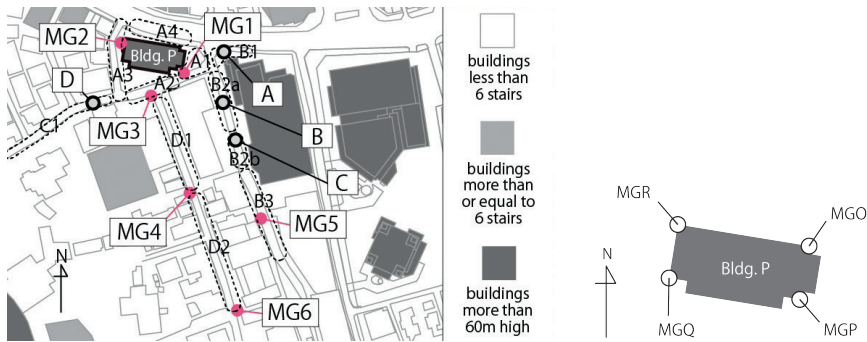 A4
MG1
MG2
Bldg. P
A1
B1
A3
A2
D
B2a
A
C1
MG3
B
D1
B2b
C
B3
MG4
MG5
D2
N
MG6
buildings
less than
6 stairs
buildings
more than
or equal to
6 stairs
buildings
more than
60m high
MGR
MGO
Bldg. P
N
MGQ
MGP